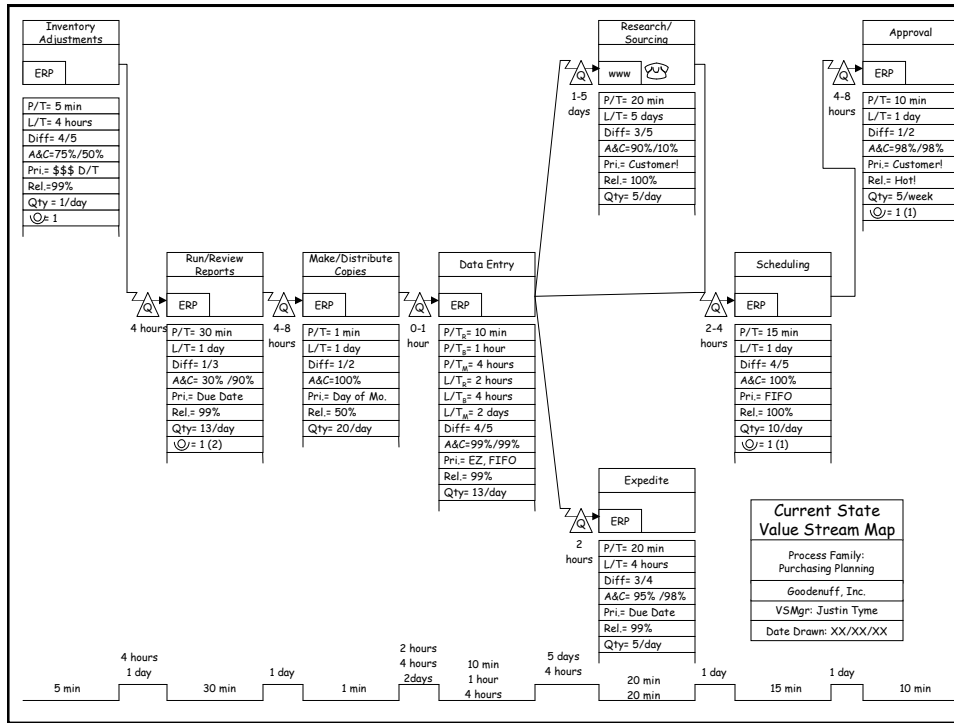 Inventory
Adjustments
ERP
P/T= 5 min
L/T= 4 hours
Diff= 4/5
A&C=75%/50%
Pri.= $$$ D/T
Rel.=99%
Qty = 1/day
= 1
Research/
Sourcing
Q
www
1-5
days
P/T= 20 min
L/T= 5 days
Diff= 3/5
A&C=90%/10%
Pri.= Customer!
Rel.= 100%
Qty= 5/day
Approval
Q
ERP
4-8
hours
P/T= 10 min
L/T= 1 day
Diff= 1/2
A&C=98%/98%
Pri.= Customer!
Rel.= Hot!
Qty= 5/week
= 1 (1)
Run/Review
Reports
Q
ERP
4 hours
P/T= 30 min
L/T= 1 day
Diff= 1/3
A&C= 30% /90%
Pri.= Due Date
Rel.= 99%
Qty= 13/day
= 1 (2)
Make/Distribute
Copies
Q
ERP
4-8
hours
P/T= 1 min
L/T= 1 day
Diff= 1/2
A&C=100%
Pri.= Day of Mo.
Rel.= 50%
Qty= 20/day
Data Entry
Q
ERP
0-1
hour
P/TR= 10 min
P/TB= 1 hour
P/TM= 4 hours
L/TR= 2 hours
L/TB= 4 hours
L/TM= 2 days
Diff= 4/5
A&C=99%/99%
Pri.= EZ, FIFO
Rel.= 99%
Qty= 13/day
Scheduling
Q
ERP
2-4
hours
P/T= 15 min
L/T= 1 day
Diff= 4/5
A&C= 100%
Pri.= FIFO
Rel.= 100%
Qty= 10/day
= 1 (1)
Expedite
Q
ERP
2
hours
P/T= 20 min
L/T= 4 hours
Diff= 3/4
A&C= 95% /98%
Pri.= Due Date
Rel.= 99%
Qty= 5/day
Current State
Value Stream Map
Process Family:
Purchasing Planning
Goodenuff, Inc.
VSMgr: Justin Tyme
Date Drawn: XX/XX/XX
5 min
4 hours
1 day
30 min
1 day
1 min
2 hours
4 hours
2days
10 min
1 hour
4 hours
5 days
4 hours
20 min
20 min
1 day
15 min
1 day
10 min